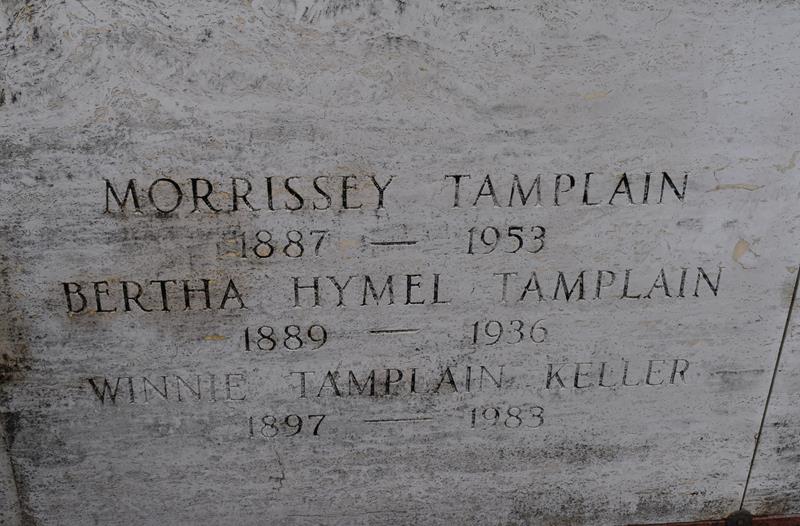 MORRISSEY TAMPLAIN
1887 — 1953
BERTHA HYMEL TAMPLAIN
1889 — 1936
WINNIE TAMPLAIN KELLER
1897 — 1983